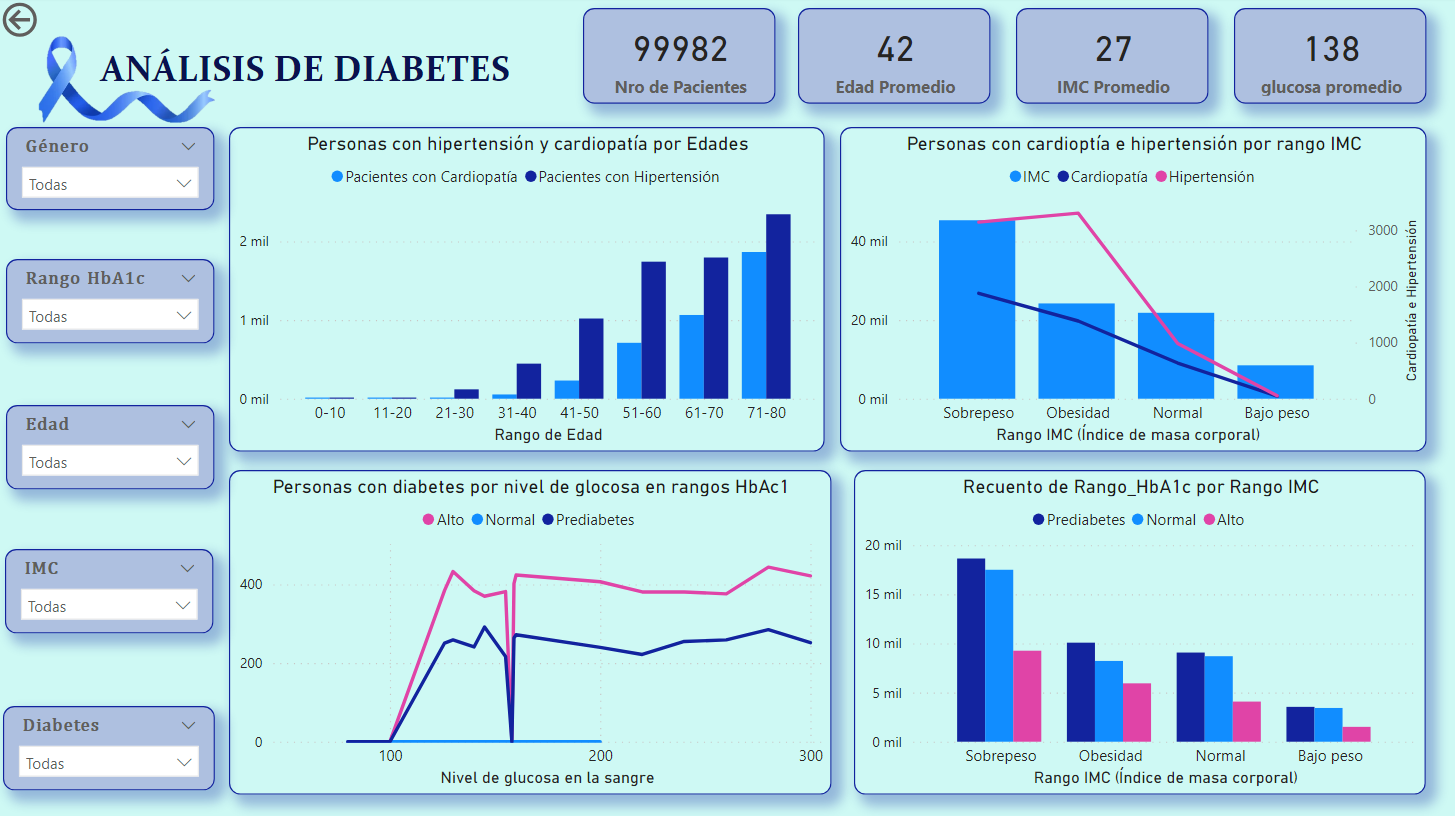 ANÁLISIS DE DIABETES
99982
Nro de Pacientes
42
Edad Promedio
27
IMC Promedio
138
glucosa promedio
Género
Todas
Rango HbA1c
Todas
Edad
Todas
IMC
Todas
Diabetes
Todas
Personas con hipertensión y cardiopatía por Edades
Pacientes con Cardiopatía Pacientes con Hipertensión
2 mil
1 mil
0 mil
0-10 11-20 21-30 31-40 41-50 51-60 61-70 71-80
Rango de Edad
Personas con cardioptía e hipertensión por rango IMC
IMC Cardiopatía Hipertensión
40 mil
20 mil
0 mil
3000
2000
1000
0
Cardiopatia e Hipertensión
Sobrepeso Obesidad Normal Bajo peso
Rango IMC (Índice de masa corporal)
Personas con diabetes por nivel de glocosa en rangos HbAc1
Alto Normal Prediabetes
400
200
0
100 200 300
Nivel de glucosa en la sangre
Recuento de Rango_HbA1c por Rango IMC
Prediabetes Normal Alto
20 mil
15 mil
10 mil
5 mil
0 mil
Sobrepeso Obesidad Normal Bajo peso
Rango IMC (Índice de masa corporal)